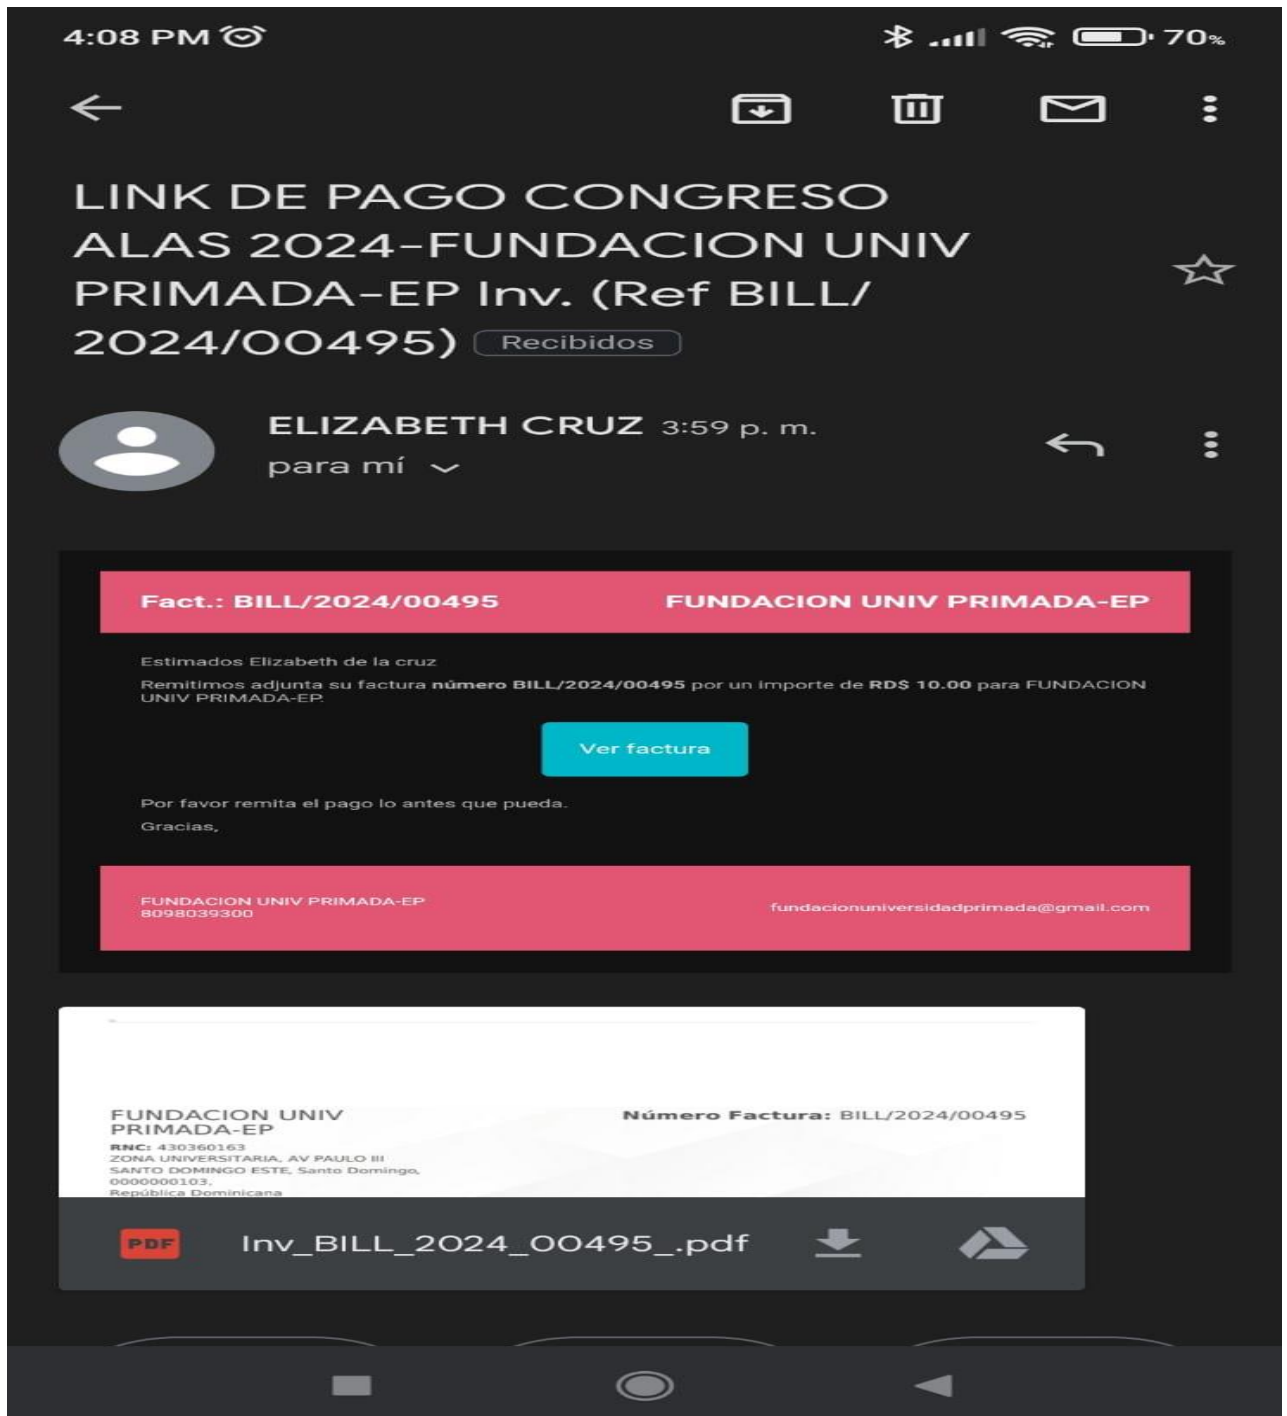 4:08 PM
70%
LINK DE PAGO CONGRESO
ALAS 2024-FUNDACION UNIV
PRIMADA-EP Inv. (Ref BILL/
2024/00495) Recibidos
ELIZABETH CRUZ 3:59 p. m.
para mí
Fact.: BILL/2024/00495 FUNDACION UNIV PRIMADA-EP
Estimados Elizabeth de la cruz
Remitimos adjunta su factura número BILL/2024/00495 por un importe de RD$ 10.00 para FUNDACION
UNIV PRIMADA-EP.
Ver factura
Por favor remita el pago lo antes que pueda.
Gracias,
FUNDACION UNIV PRIMADA-EP
8098039300
fundacionuniversidadprimada@gmail.com
FUNDACION UNIV
PRIMADA-EP
Número Factura: BILL/2024/00495
RNC: 430360163
ZONA UNIVERSITARIA, AV PAULO III
SANTO DOMINGO ESTE, Santo Domingo,
0000000103,
República Dominicana
PDF Inv_BILL_2024_00495_.pdf